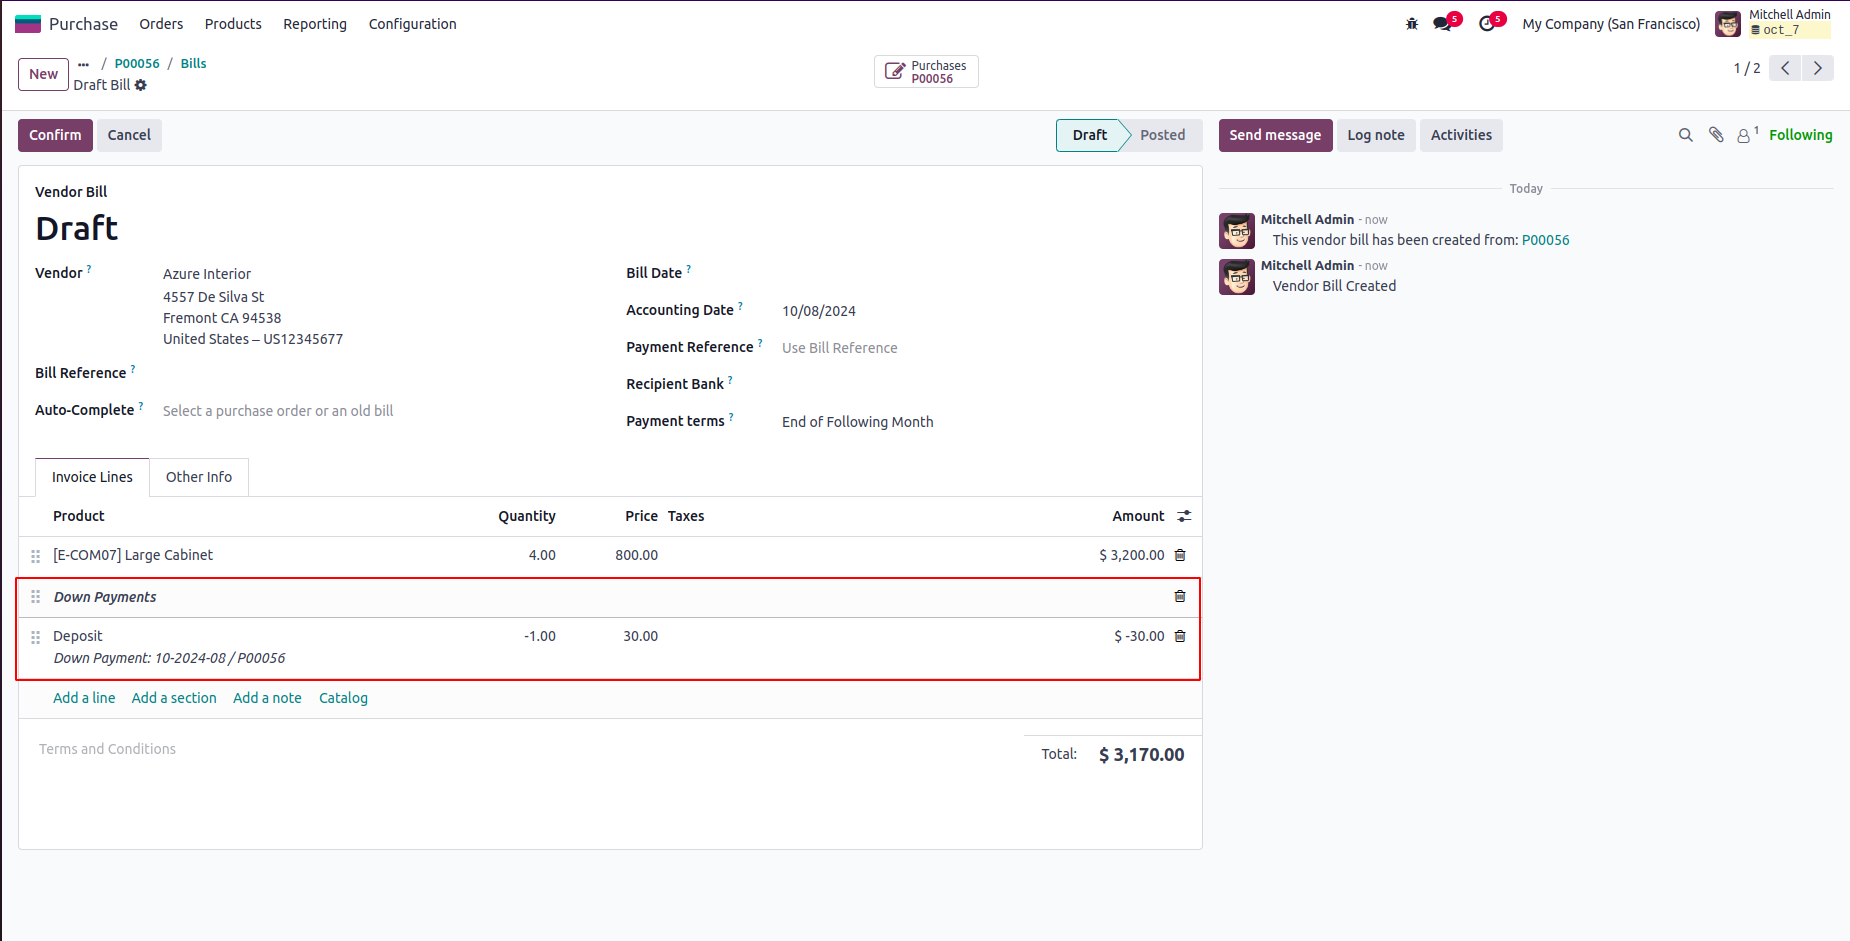 Purchase Orders Products Reporting Configuration 5 5 My Company (San Francisco) Mitchell Admin
oct_7
New ... / P00056 / Bills
Draft Bill
Purchases
P00056
1 / 2
Confirm Cancel Draft Posted Send message Log note Activities 1 Following
Vendor Bill
Draft
Vendor ? Azure Interior
4557 De Silva St
Fremont CA 94538
United States – US12345677
Bill Reference ?
Auto-Complete ? Select a purchase order or an old bill
Bill Date ?
Accounting Date ? 10/08/2024
Payment Reference ? Use Bill Reference
Recipient Bank ?
Payment terms ? End of Following Month
Invoice Lines Other Info
Product Quantity Price Taxes Amount
[E-COM07] Large Cabinet 4.00 800.00 $ 3,200.00
Down Payments
Deposit -1.00 30.00 $ -30.00
Down Payment: 10-2024-08 / P00056
Add a line Add a section Add a note Catalog
Terms and Conditions
Total: $ 3,170.00
Today
Mitchell Admin - now
This vendor bill has been created from: P00056
Mitchell Admin - now
Vendor Bill Created